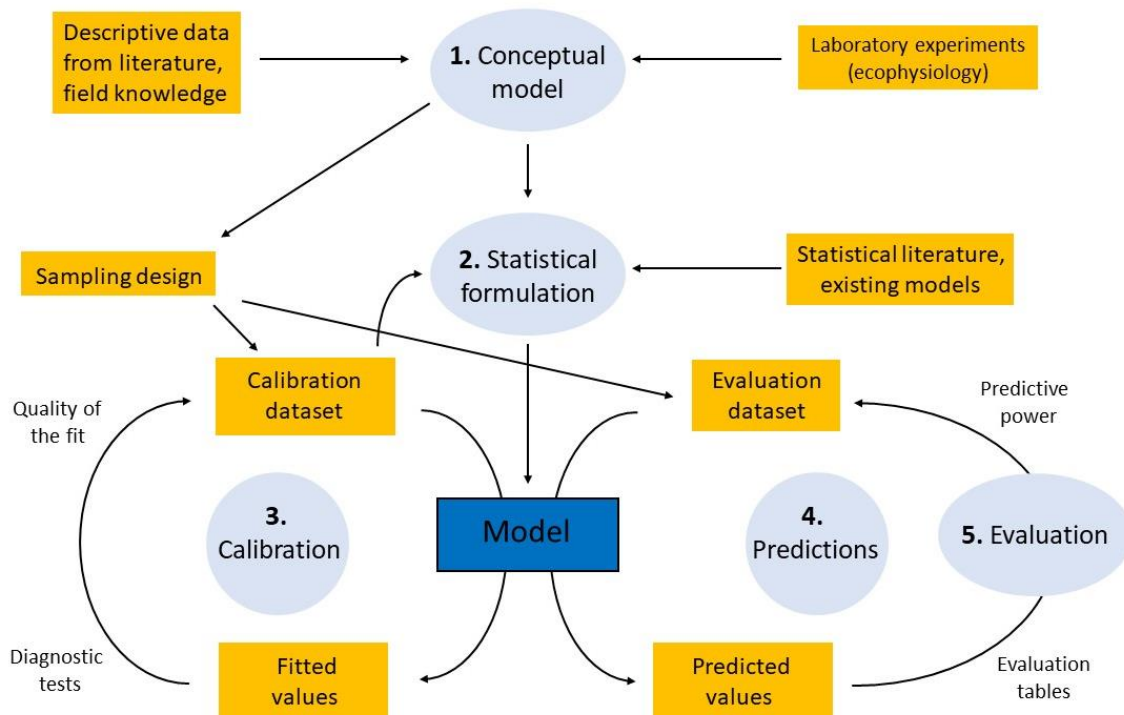 Descriptive data
from literature,
field knowledge
1. Conceptual
model
Laboratory experiments
(ecophysiology)
Sampling design
2. Statistical
formulation
Statistical literature,
existing models
Quality of
the fit
Calibration
dataset
Evaluation
dataset
Predictive
power
3.
Calibration
Model
4.
Predictions
5. Evaluation
Diagnostic
tests
Fitted
values
Predicted
values
Evaluation
tables